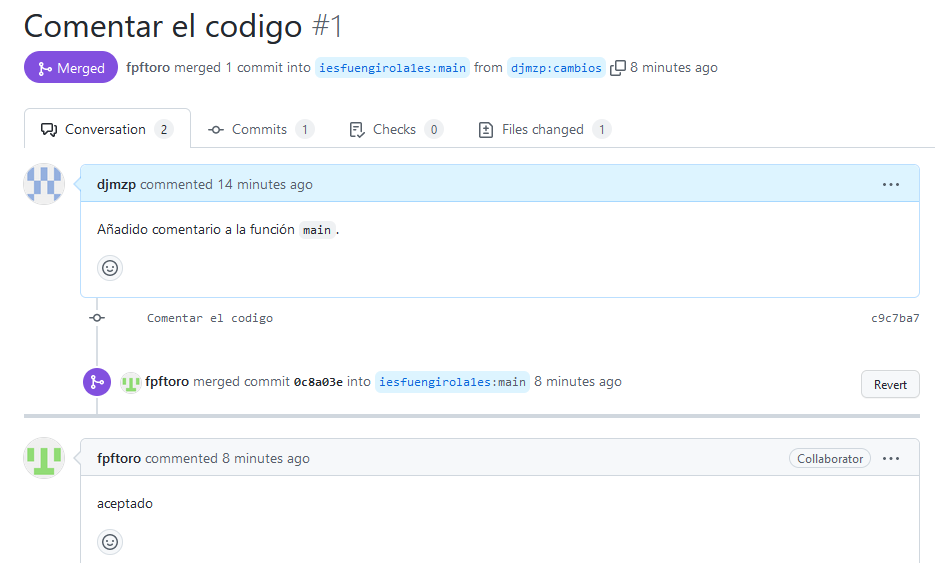 Comentar el codigo #1
Merged fpftoro merged 1 commit into iesfuengirola1es:main from djmzp:cambios 8 minutes ago
Conversation 2 Commits 1 Checks 0 Files changed 1
djmzp commented 14 minutes ago
Añadido comentario a la función main.
Comentar el codigo c9c7ba7
fpftoro merged commit 0c8a03e into iesfuengirola1es:main 8 minutes ago Revert
fpftoro commented 8 minutes ago Collaborator
aceptado